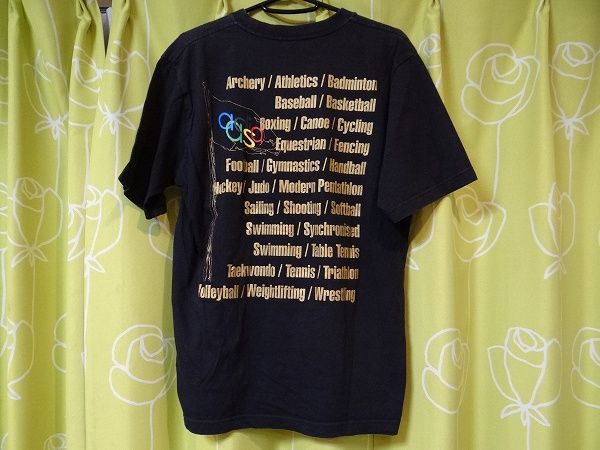 Archery / Athletics / Badminton
Baseball / Basketball
Boxing / Canoe / Cycling
Equestrian / Fencing
Football / Gymnastics / Handball
Hockey / Judo / Modern Pentathlon
Sailing / Shooting / Softball
Swimming / Synchronised
Swimming / Table Tennis
Taekwondo / Tennis / Triathlon
Volleyball / Weightlifting / Wrestling